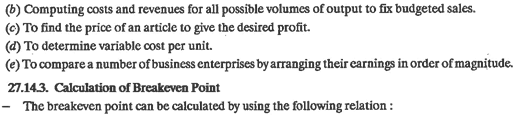 (b) Computing costs and revenues for all possible volumes of output to fix budgeted sales.
(c) To find the price of an article to give the desired profit.
(d) To determine variable cost per unit.
(e) To compare a number of business enterprises by arranging their earnings in order of magnitude.
27.14.3. Calculation of Breakeven Point
– The breakeven point can be calculated by using the following relation :